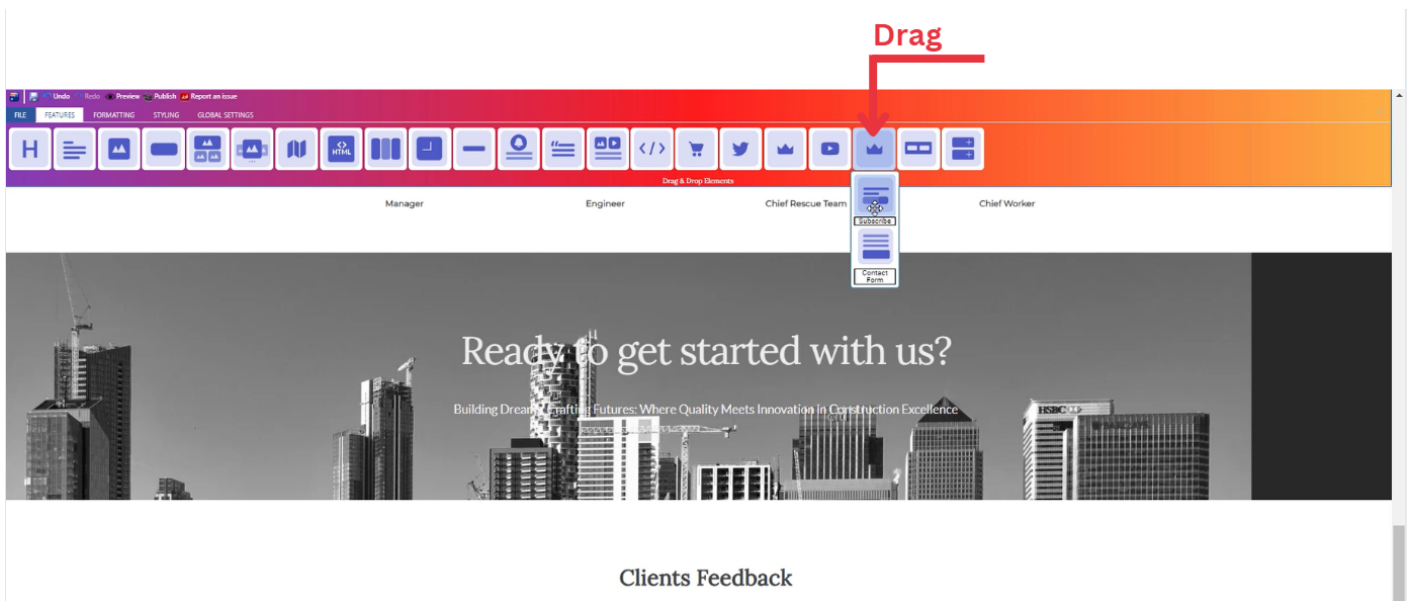 Drag
Undo Redo Preview Publish Report an issue
FILE FEATURES FORMATTING STYLING GLOBAL SETTINGS
H HTML </>
Drag & Drop Elements
Manager Engineer Chief Rescue Team Chief Worker
Subscribe
Contact
Form
Ready to get started with us?
Building Dreams, Crafting Futures: Where Quality Meets Innovation in Construction Excellence
HSBC
Clients Feedback